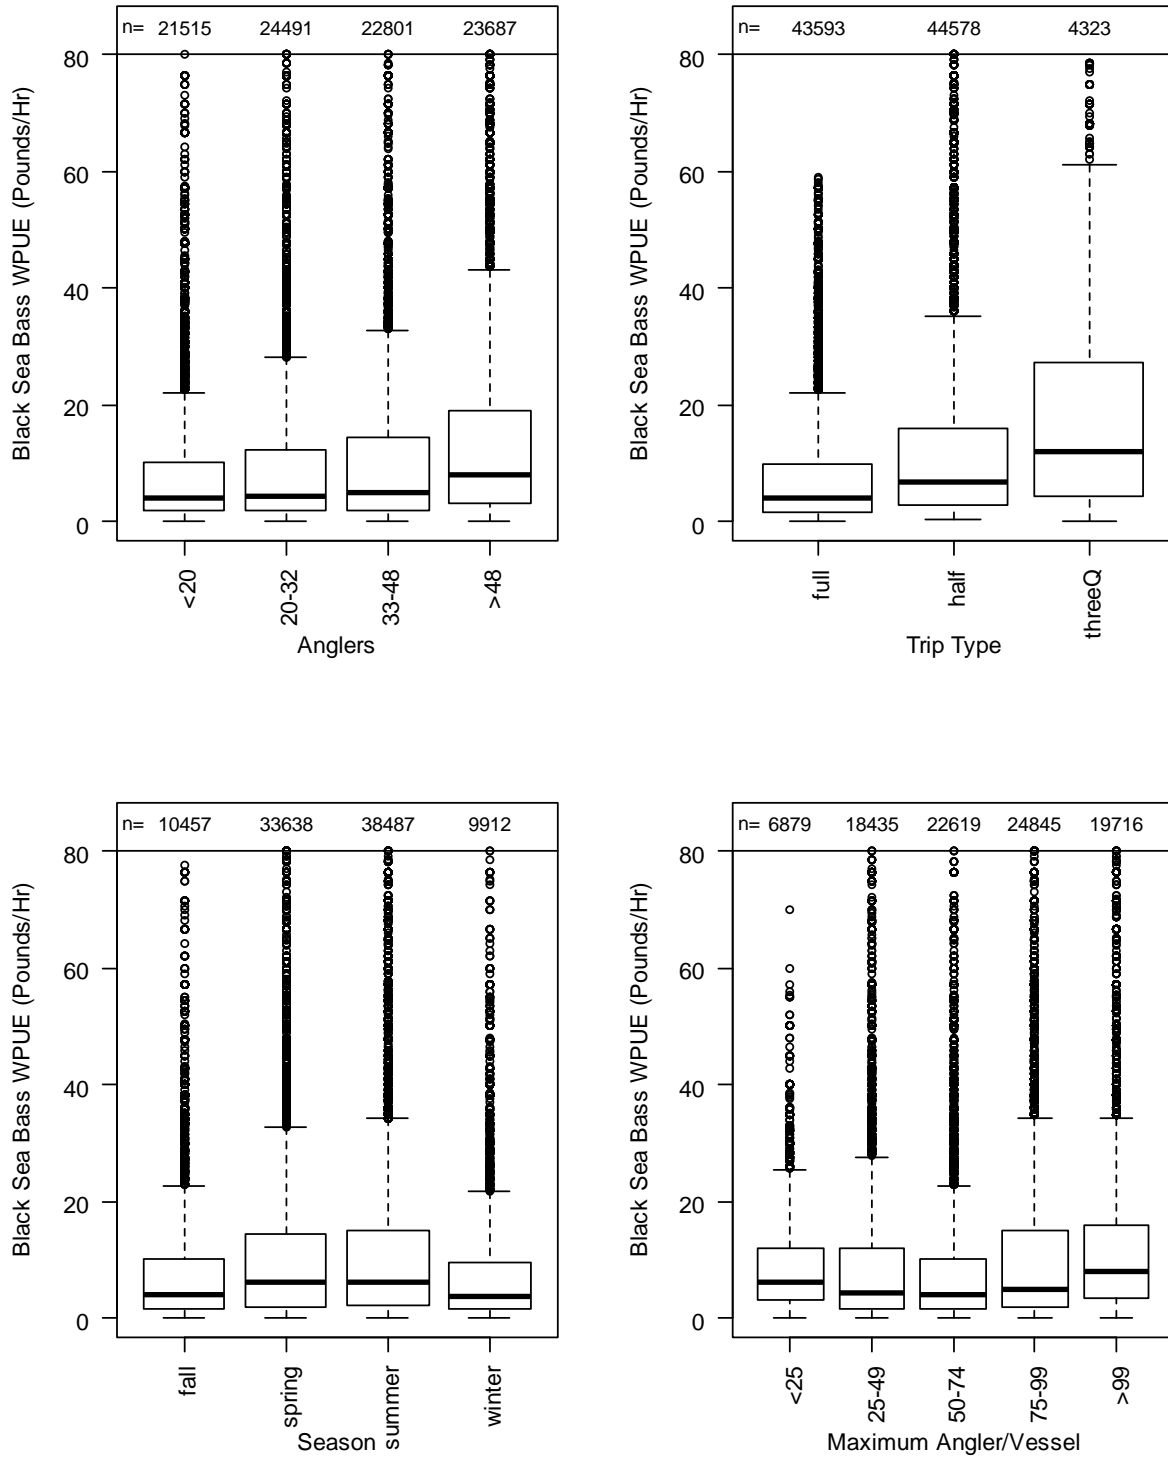 n= 21515 24491 22801 23687
80
60
40
20
0
Black Sea Bass WPUE (Pounds/Hr)
<20 20-32 33-48 >48
Anglers
n= 43593 44578 4323
80
60
40
20
0
Black Sea Bass WPUE (Pounds/Hr)
full half threeQ
Trip Type
n= 10457 33638 38487 9912
80
60
40
20
0
Black Sea Bass WPUE (Pounds/Hr)
fall spring summer winter
Season
n= 6879 18435 22619 24845 19716
80
60
40
20
0
Black Sea Bass WPUE (Pounds/Hr)
<25 25-49 50-74 75-99 >99
Maximum Angler/Vessel